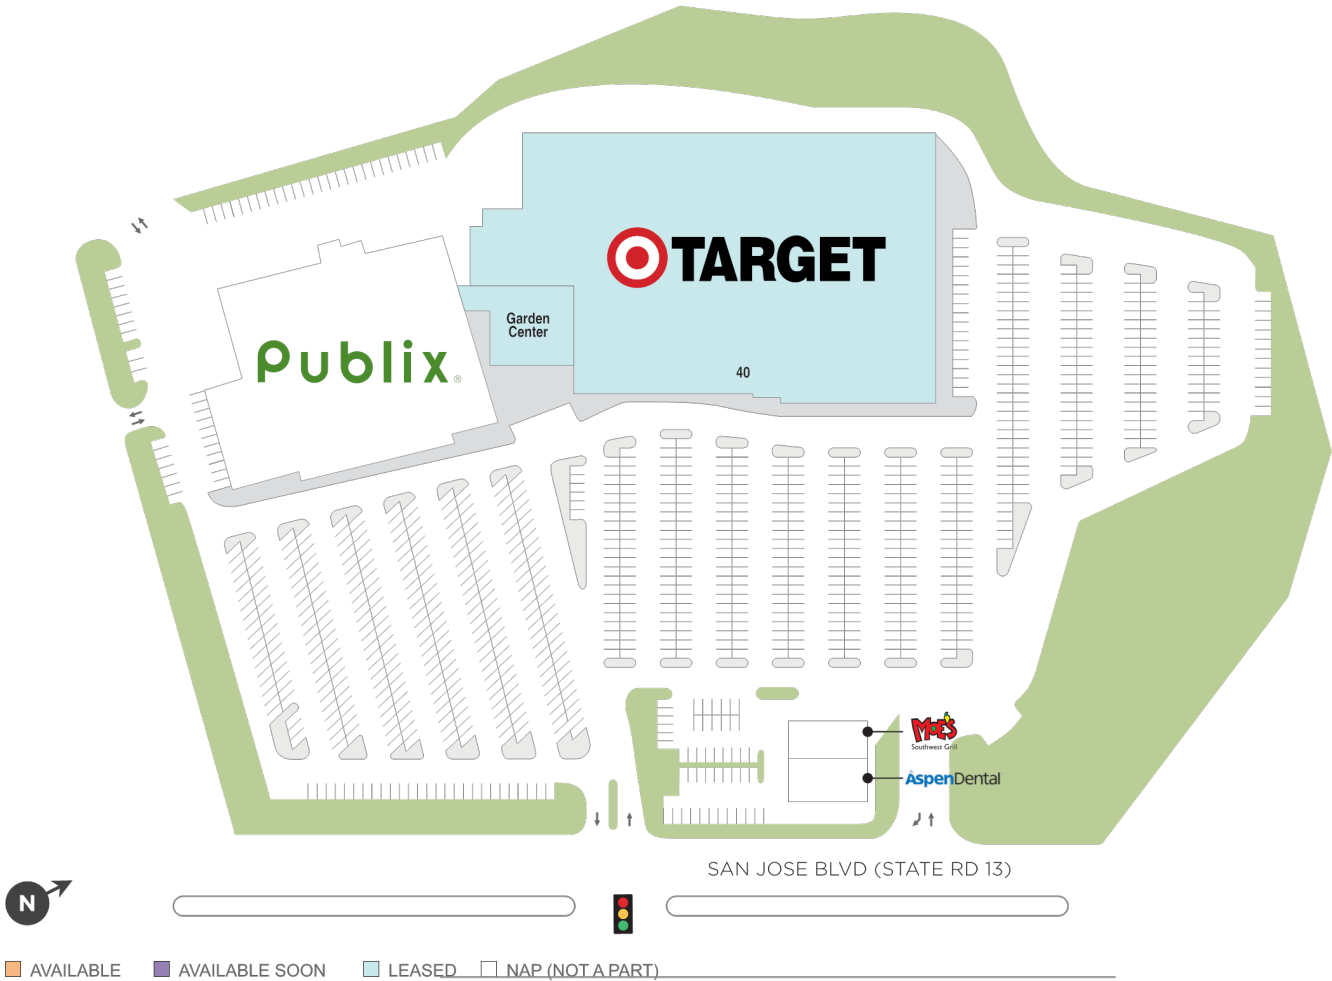 TARGET
Garden
Center
Publix®
40
MOE'S
Southwest Grill
AspenDental
SAN JOSE BLVD (STATE RD 13)
N
AVAILABLE
AVAILABLE SOON
LEASED
NAP (NOT A PART)